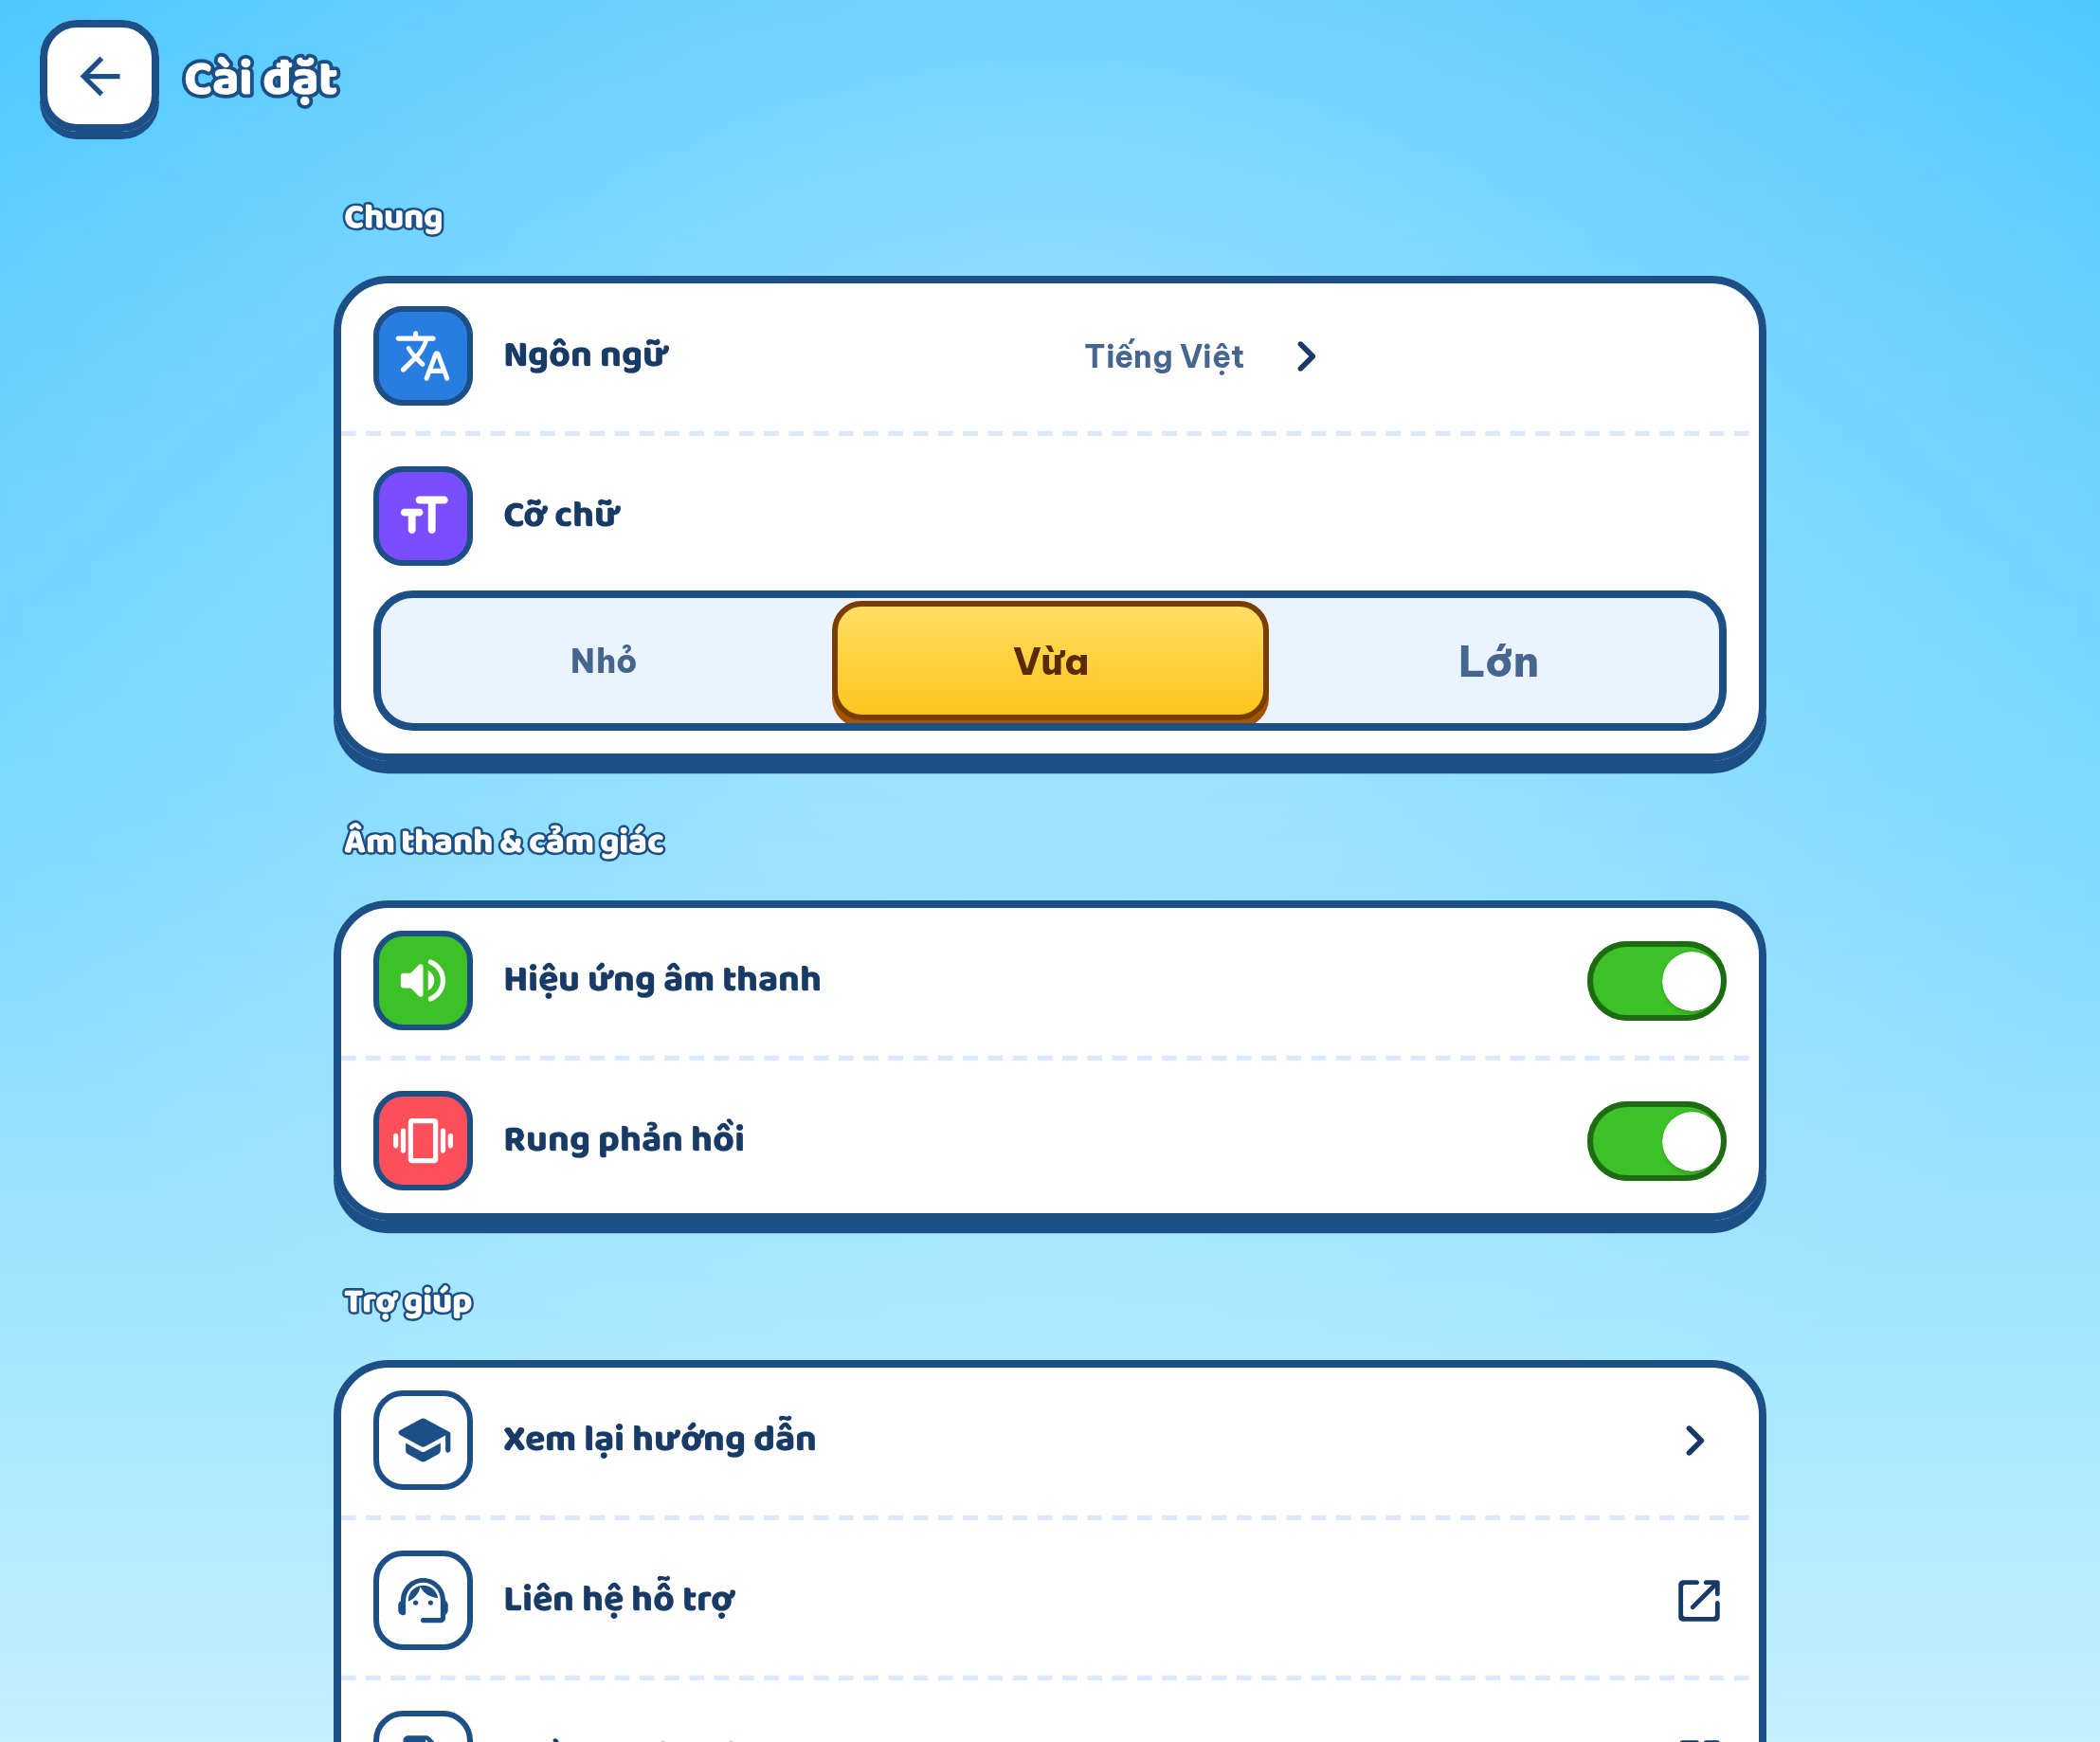 Cài đặt
Chung
Ngôn ngữ
Tiếng Việt
Cỡ chữ
Nhỏ
Vừa
Lớn
Âm thanh & cảm giác
Hiệu ứng âm thanh
Rung phản hồi
Trợ giúp
Xem lại hướng dẫn
Liên hệ hỗ trợ